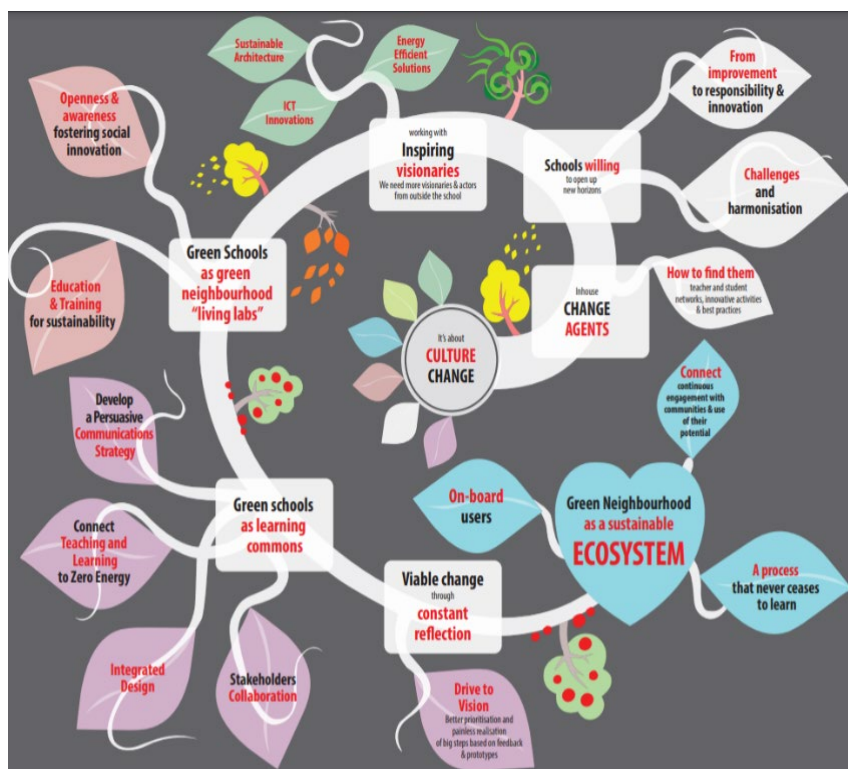 Sustainable
Architecture
Energy
Efficient
Solutions
ICT
Innovations
Openness &
awareness
fostering social
innovation
working with
Inspiring
visionaries
We need more visionaries & actors
from outside the school
Schools willing
to open up
new horizons
From
improvement
to responsibility &
innovation
Challenges
and
harmonisation
Green Schools
as green
neighbourhood
"living labs"
Education
& Training
for sustainability
Inhouse
CHANGE
AGENTS
How to find them
teacher and student
networks, innovative activities
& best practices
It's about
CULTURE
CHANGE
Develop
a Persuasive
Communications
Strategy
Connect
Teaching and
Learning
to Zero Energy
Integrated
Design
Stakeholders
Collaboration
Green schools
as learning
commons
Viable change
through
constant
reflection
Drive to
Vision
Better prioritisation and
painless realisation
of big steps based on feedback
& prototypes
On-board
users
Green Neighbourhood
as a sustainable
ECOSYSTEM
Connect
continuous
engagement with
communities & use
of their
potential
A process
that never ceases
to learn